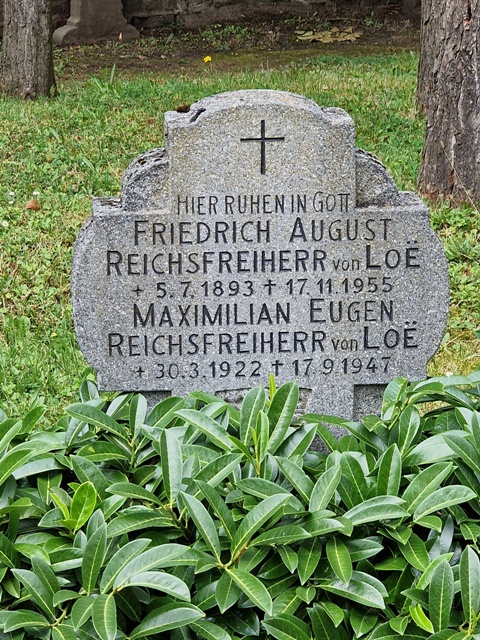 HIER RUHEN IN GOTT
FRIEDRICH AUGUST
REICHSFREIHERR von LOË
+ 5.7.1893 ✝ 17.11.1955
MAXIMILIAN EUGEN
REICHSFREIHERR von LOË
+ 30.3.1922 ✝ 17.9.1947